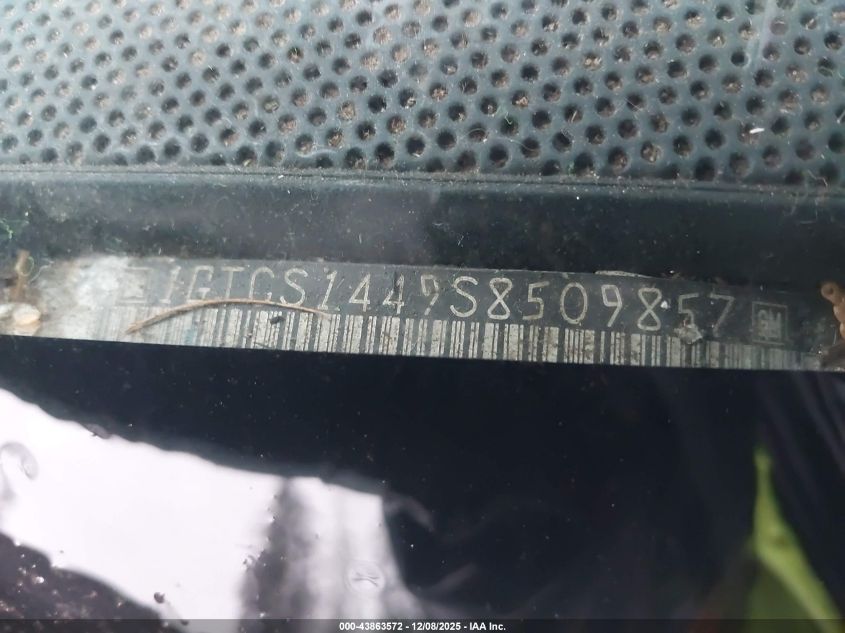 1GTCS1449S8509857 GM
000-43863572 | 12/08/2025 - IAA Inc.